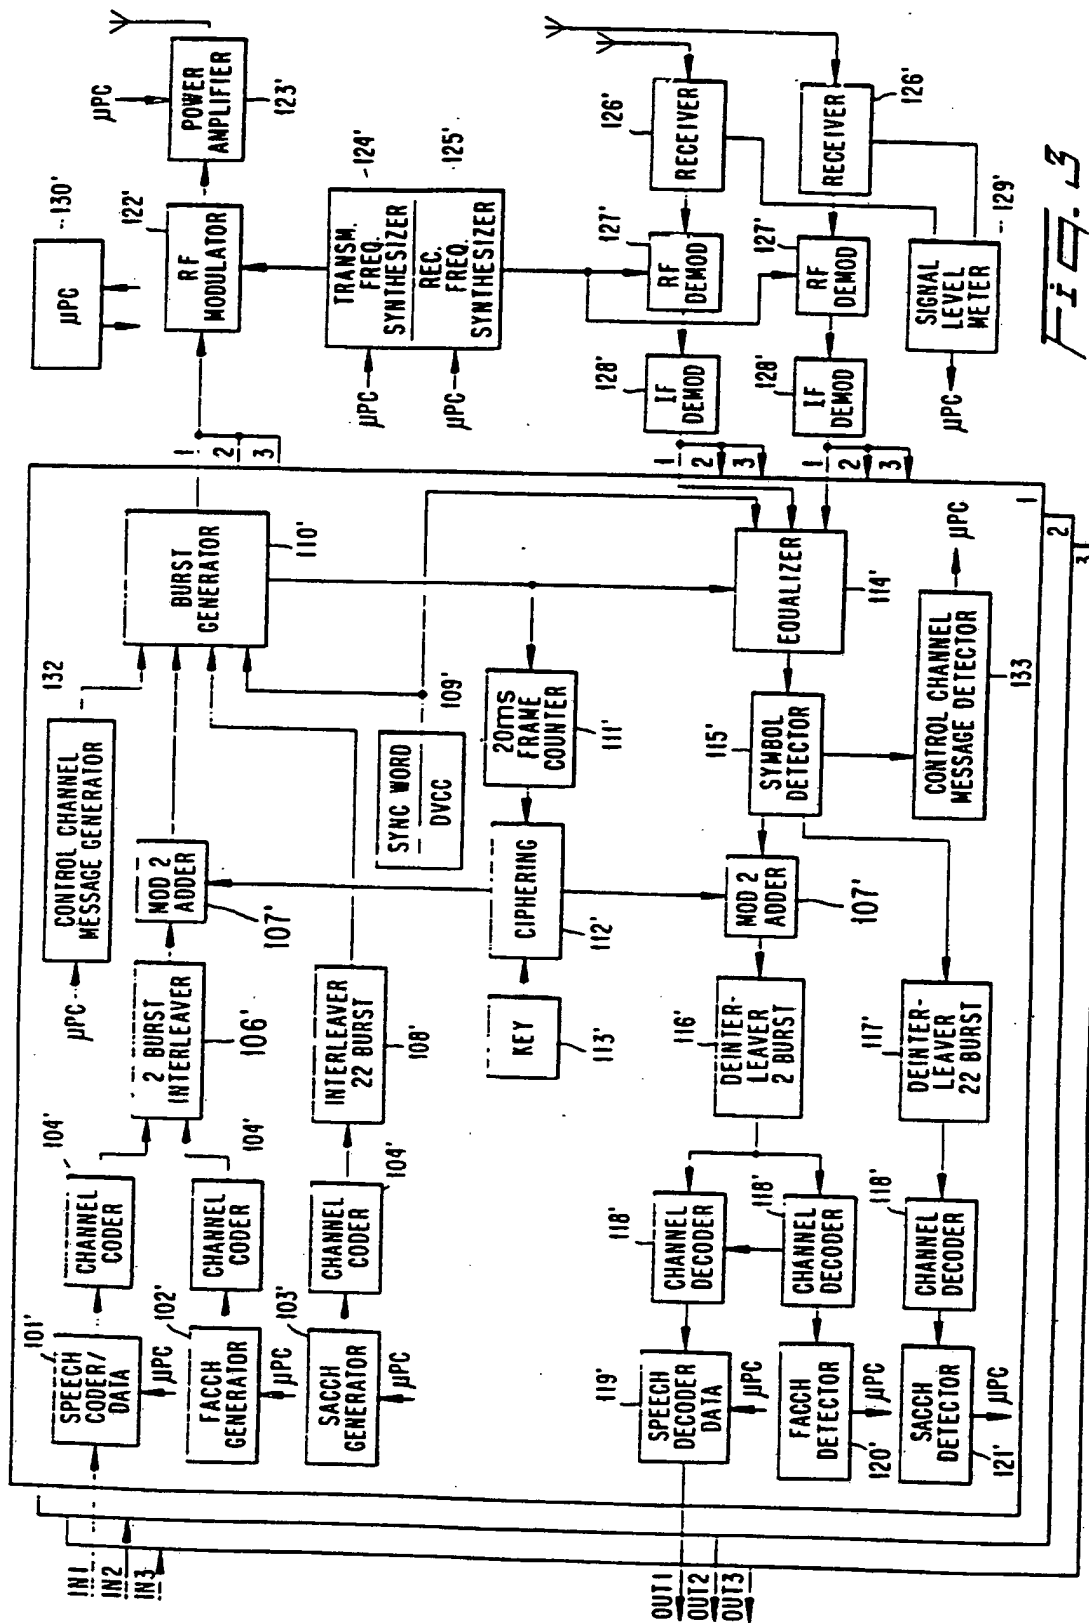 IN1
IN2
IN3
101'
SPEECH
CODER/
DATA
µPC
104'
CHANNEL
CODER
102'
FACCH
GENERATOR
µPC
CHANNEL
CODER
104'
103'
SACCH
GENERATOR
µPC
CHANNEL
CODER
104'
2 BURST
INTERLEAVER
106'
INTERLEAVER
22 BURST
108'
µPC
CONTROL CHANNEL
MESSAGE GENERATOR
132
MOD 2
ADDER
107'
SYNC WORD
DVCC
109'
KEY
113'
CIPHERING
112'
20ms
FRAME
COUNTER
111'
BURST
GENERATOR
110'
1
2
3
µPC
130'
RF
MODULATOR
122'
µPC
POWER
AMPLIFIER
123'
TRANSM.
FREQ.
SYNTHESIZER
124'
REC.
FREQ.
SYNTHESIZER
125'
µPC
µPC
OUT1
OUT2
OUT3
119'
SPEECH
DECODER
DATA
µPC
118'
CHANNEL
DECODER
FACCH
DETECTOR
120'
µPC
118'
CHANNEL
DECODER
SACCH
DETECTOR
121'
µPC
118'
CHANNEL
DECODER
116'
DEINTER-
LEAVER
2 BURST
117'
DEINTER-
LEAVER
22 BURST
MOD 2
ADDER
107'
115'
SYMBOL
DETECTOR
EQUALIZER
114'
CONTROL CHANNEL
MESSAGE DETECTOR
133
µPC
1
2
3
1
2
3
1
2
3
128'
IF
DEMOD
127'
RF
DEMOD
126'
RECEIVER
128'
IF
DEMOD
127'
RF
DEMOD
RECEIVER
126'
µPC
SIGNAL
LEVEL
METER
129'
Fig. 3